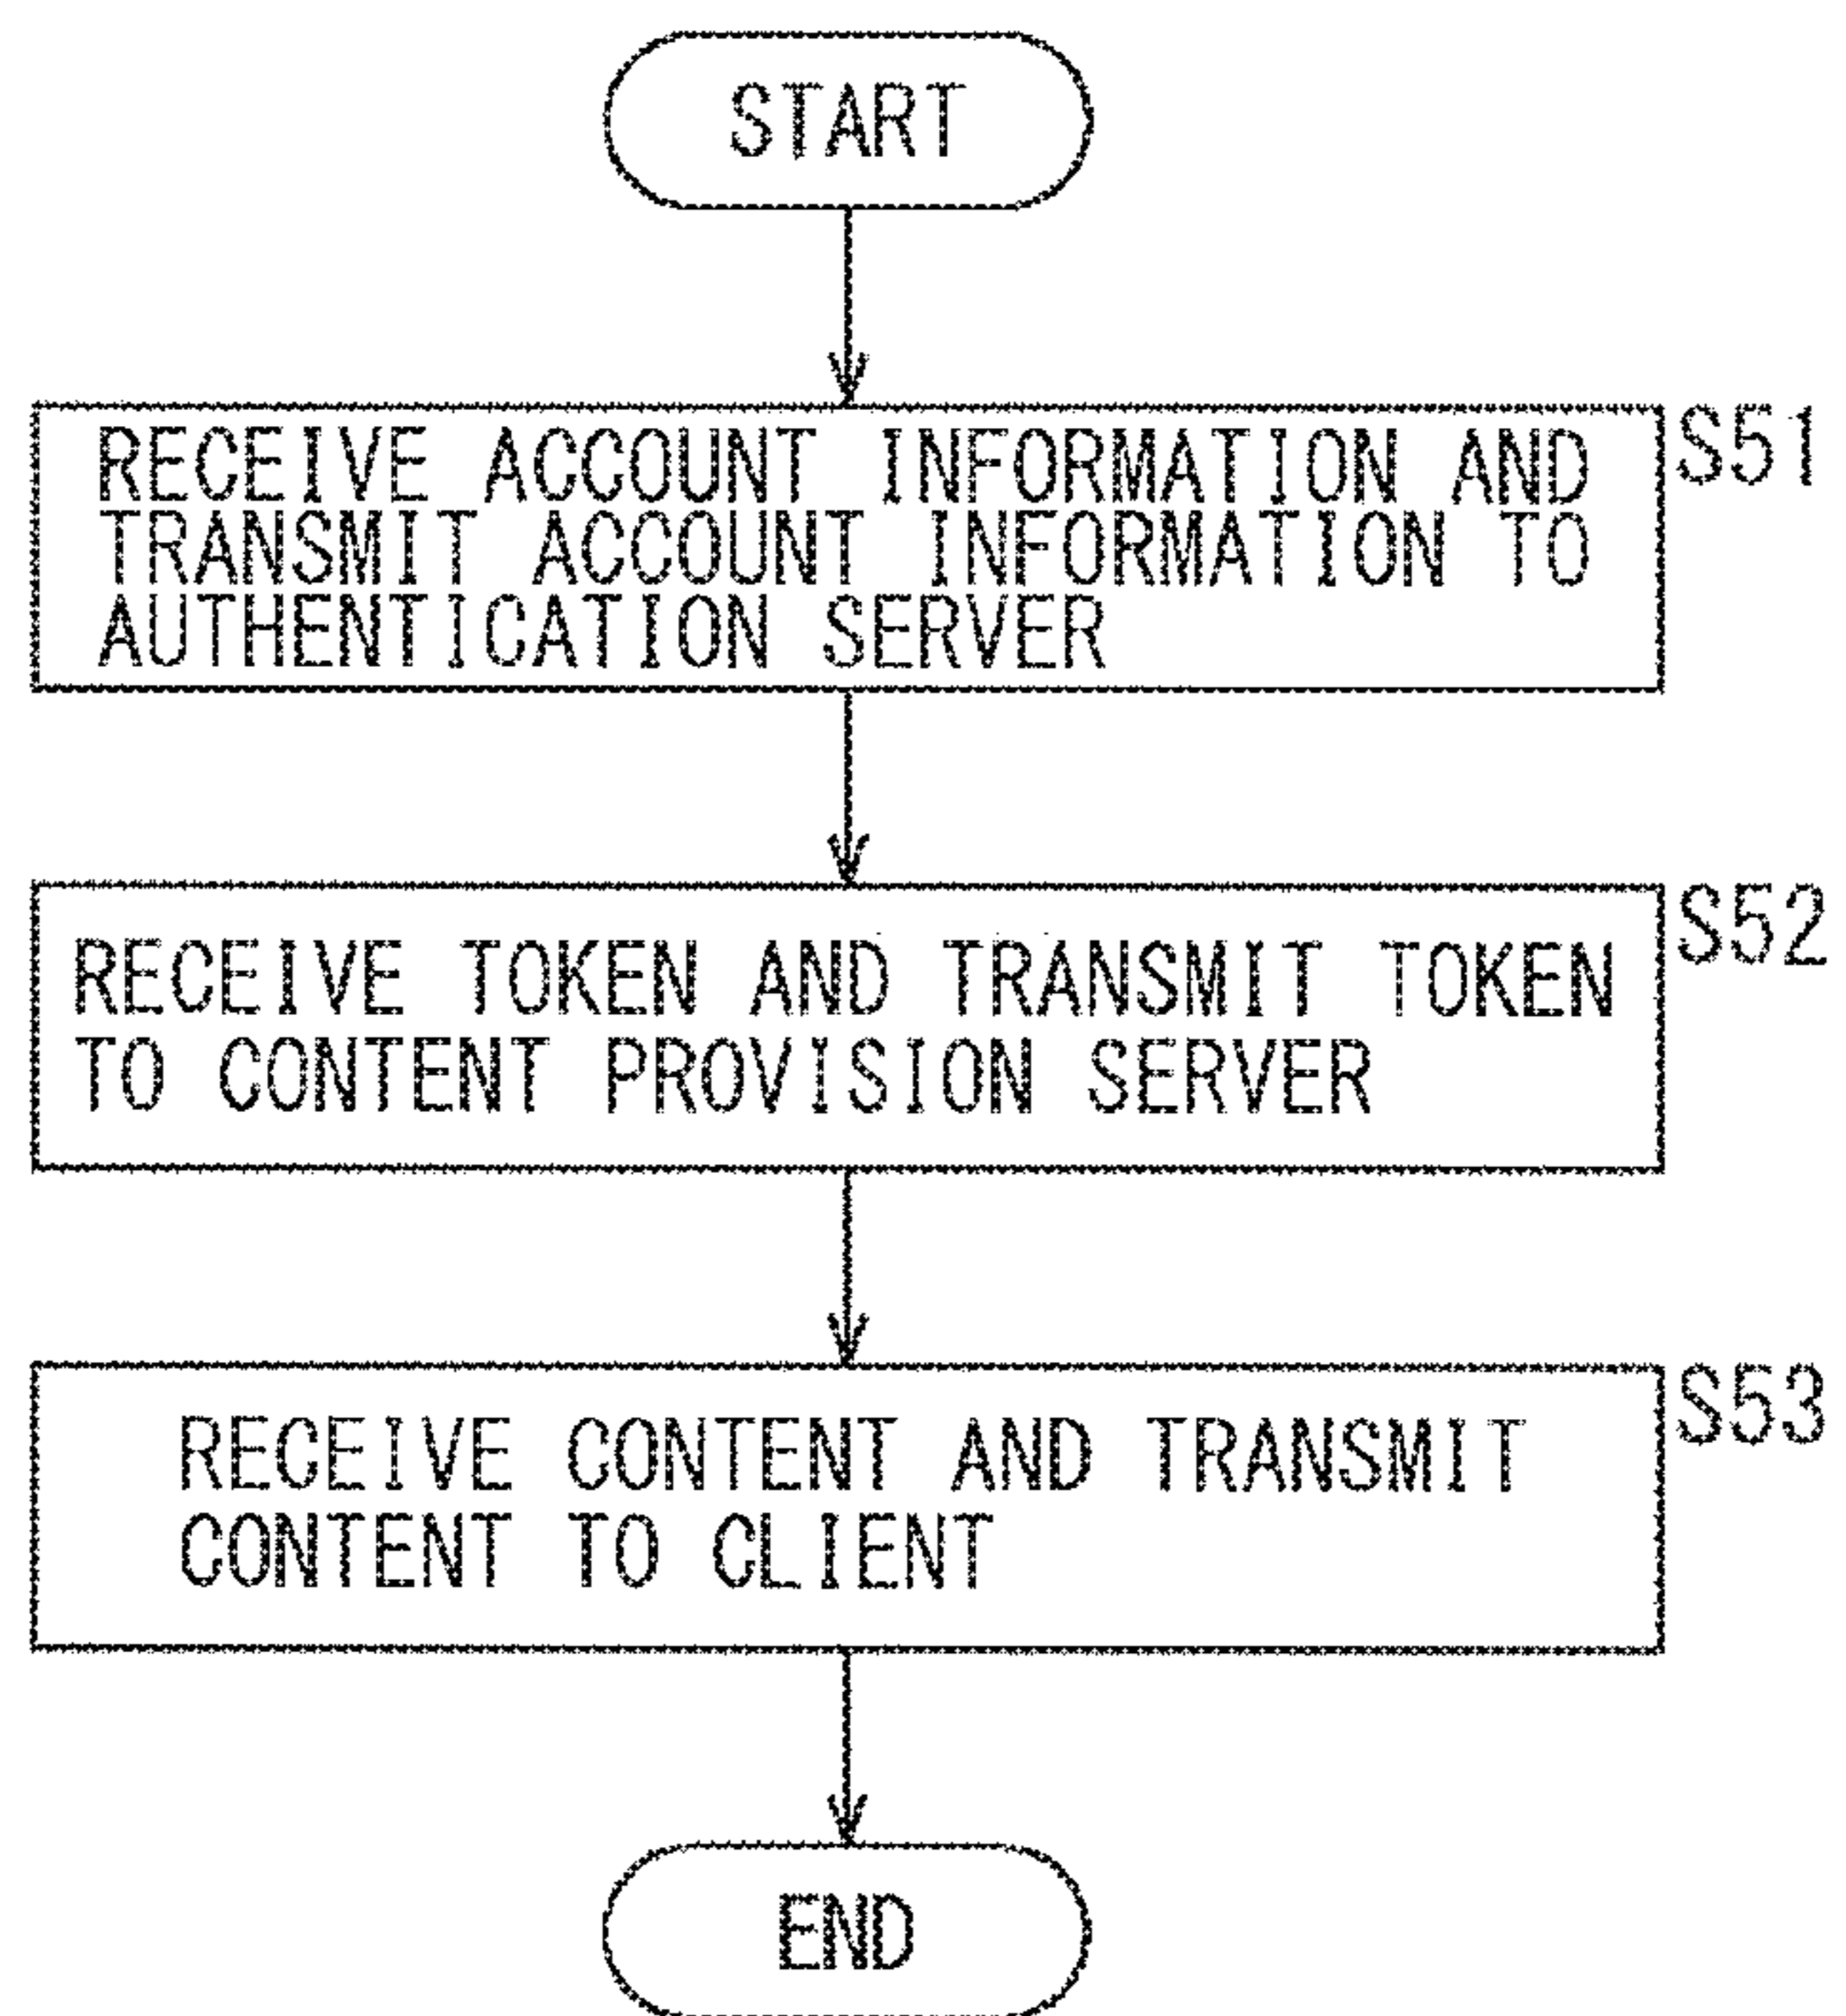 START
RECEIVE ACCOUNT INFORMATION AND
TRANSMIT ACCOUNT INFORMATION TO
AUTHENTICATION SERVER
S51
RECEIVE TOKEN AND TRANSMIT TOKEN
TO CONTENT PROVISION SERVER
S52
RECEIVE CONTENT AND TRANSMIT
CONTENT TO CLIENT
S53
END